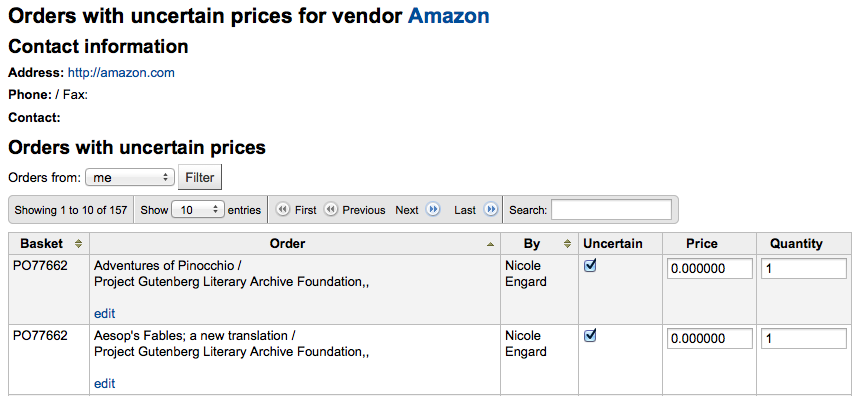 Orders with uncertain prices for vendor Amazon
Contact information
Address: http://amazon.com
Phone: / Fax:
Contact:
Orders with uncertain prices
Orders from: me Filter
Showing 1 to 10 of 157 Show 10 entries First Previous Next Last Search:
Basket Order By Uncertain Price Quantity
PO77662 Adventures of Pinocchio / Nicole 0.000000 1
Project Gutenberg Literary Archive Foundation,, Engard
edit
PO77662 Aesop's Fables; a new translation / Nicole 0.000000 1
Project Gutenberg Literary Archive Foundation,, Engard
edit